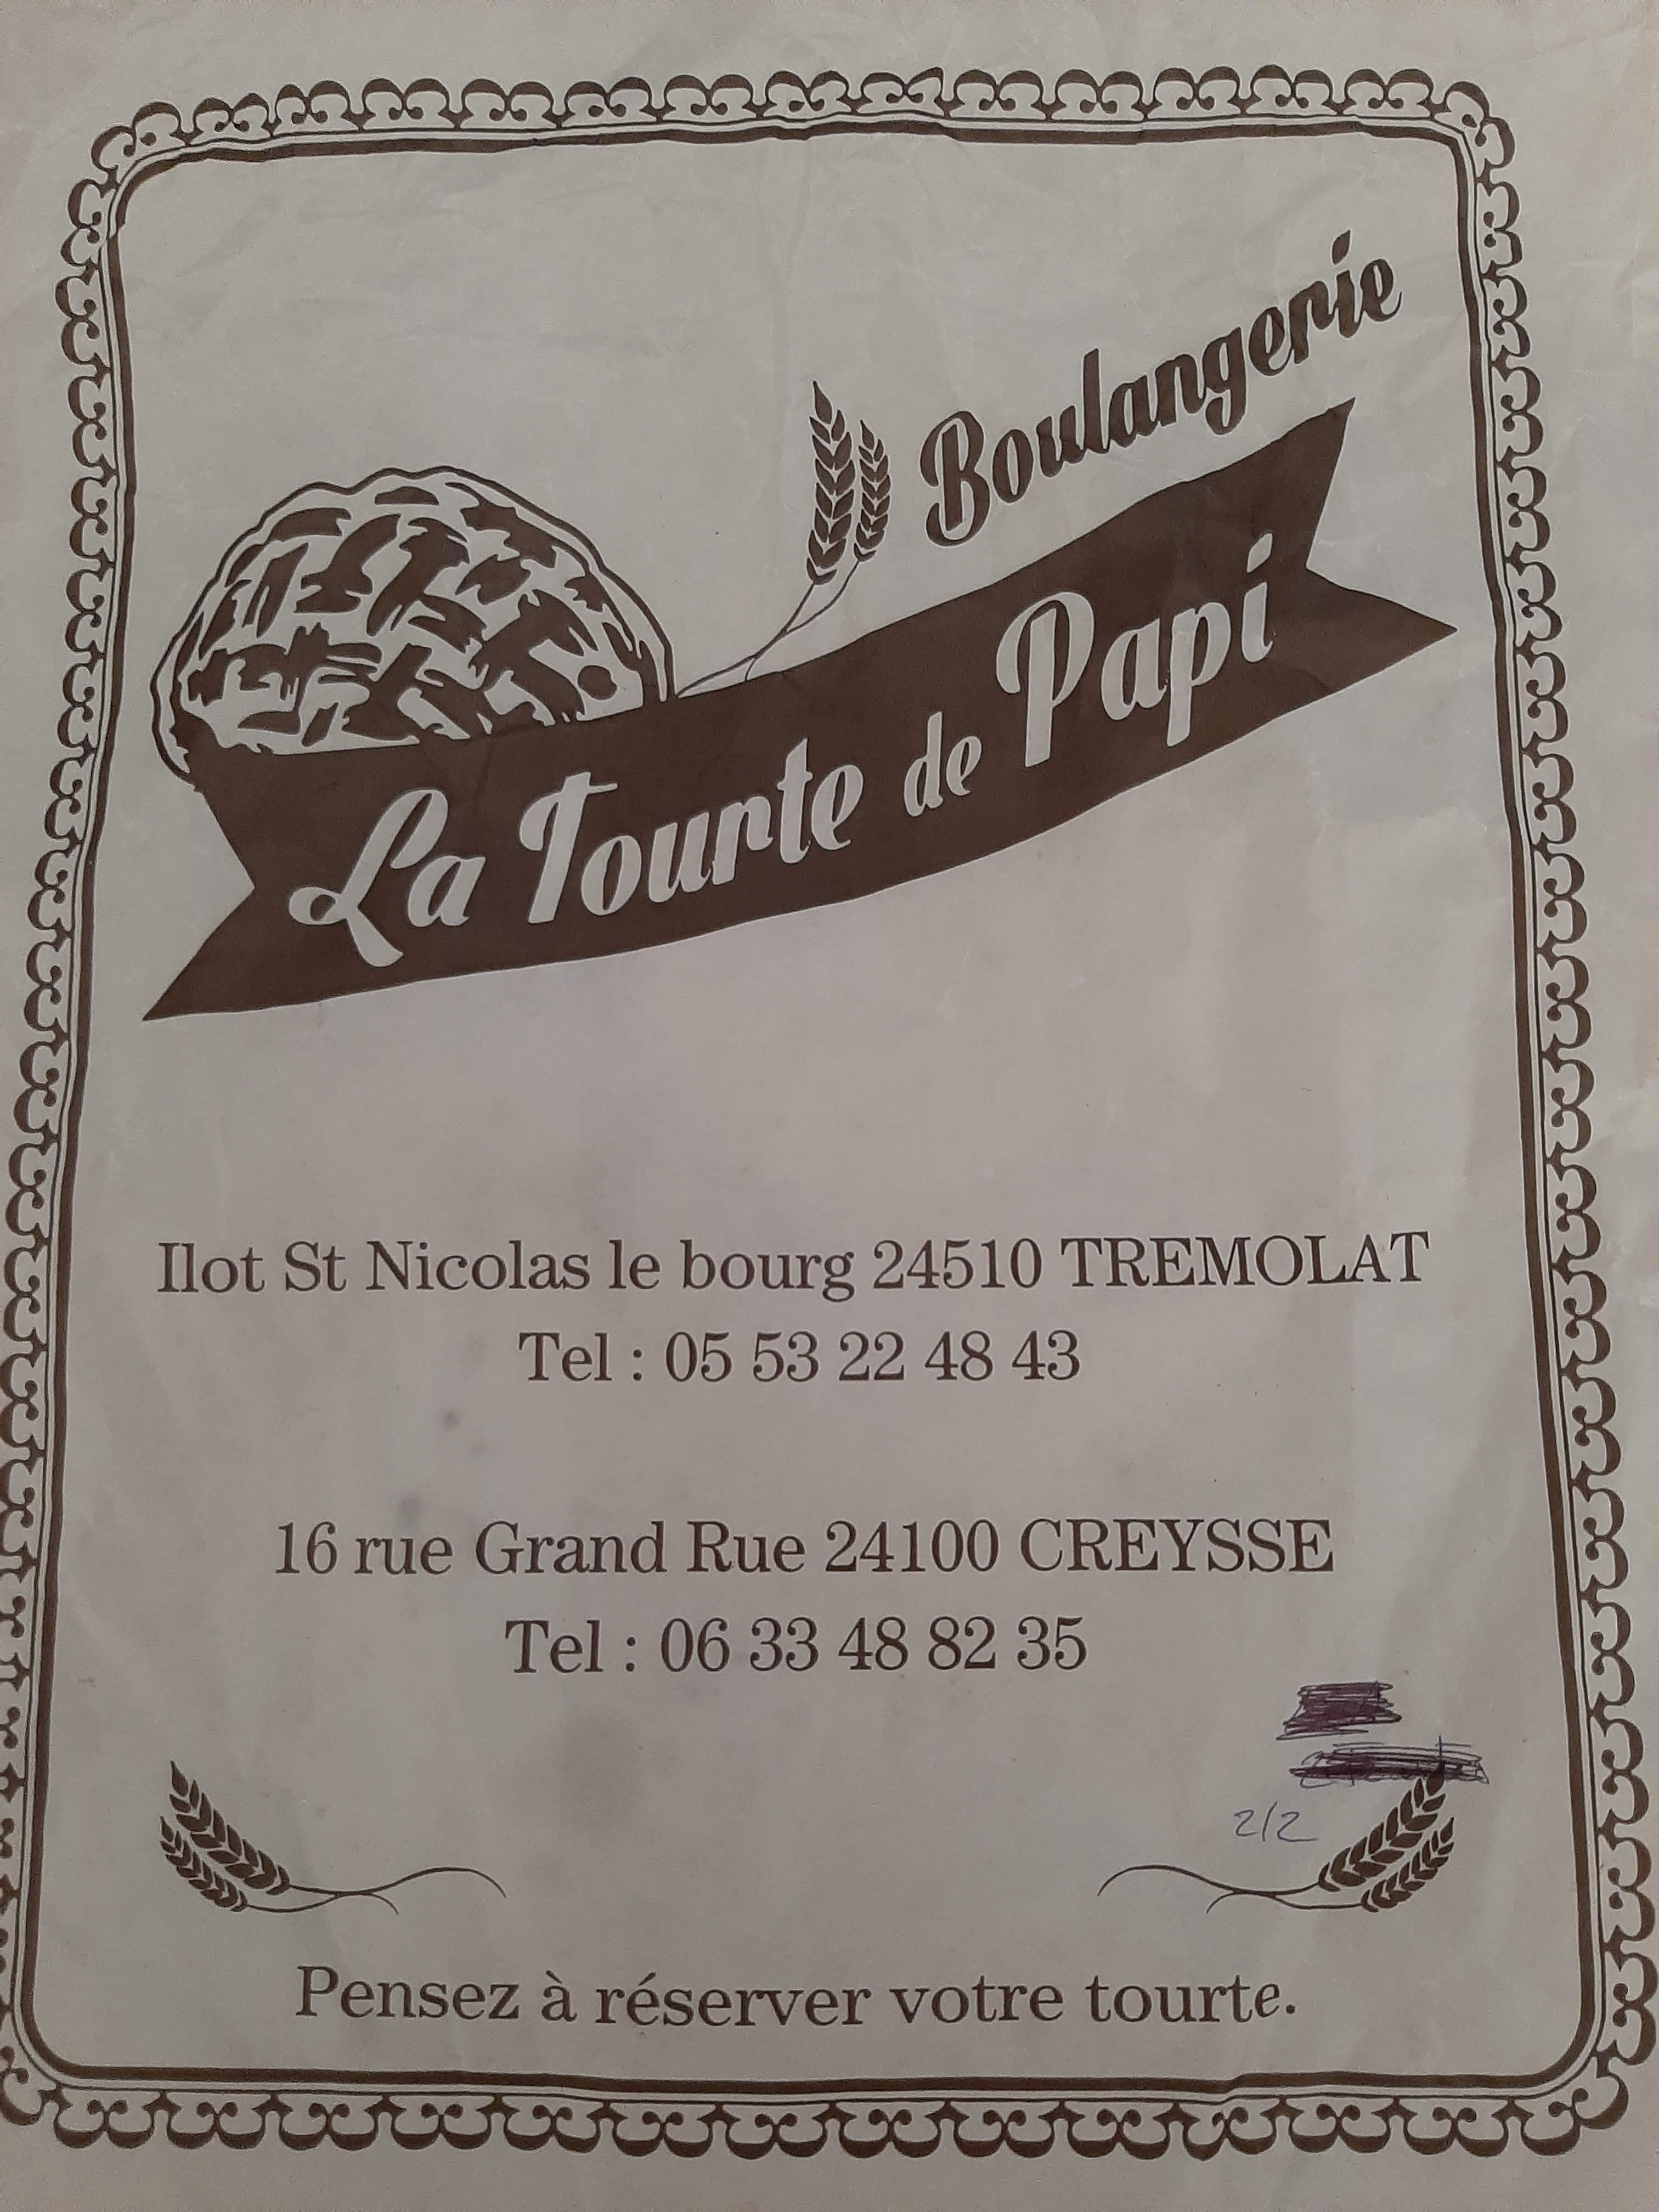 Boulangerie
La Tourte de Papi
Ilot St Nicolas le bourg 24510 TREMOLAT
Tel : 05 53 22 48 43
16 rue Grand Rue 24100 CREYSSE
Tel : 06 33 48 82 35
2/2
Pensez à réserver votre tourte.